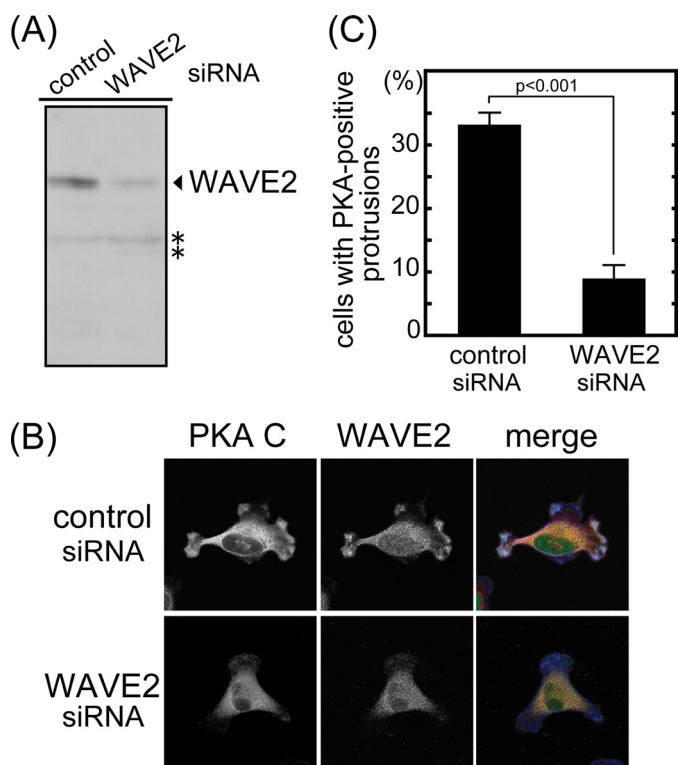 (A)
control
WAVE2
siRNA
WAVE2
*
*
(C)
(%)
p<0.001
30
20
10
0
cells with PKA-positive
protrusions
control
siRNA
WAVE2
siRNA
(B)
PKA C
WAVE2
merge
control
siRNA
WAVE2
siRNA